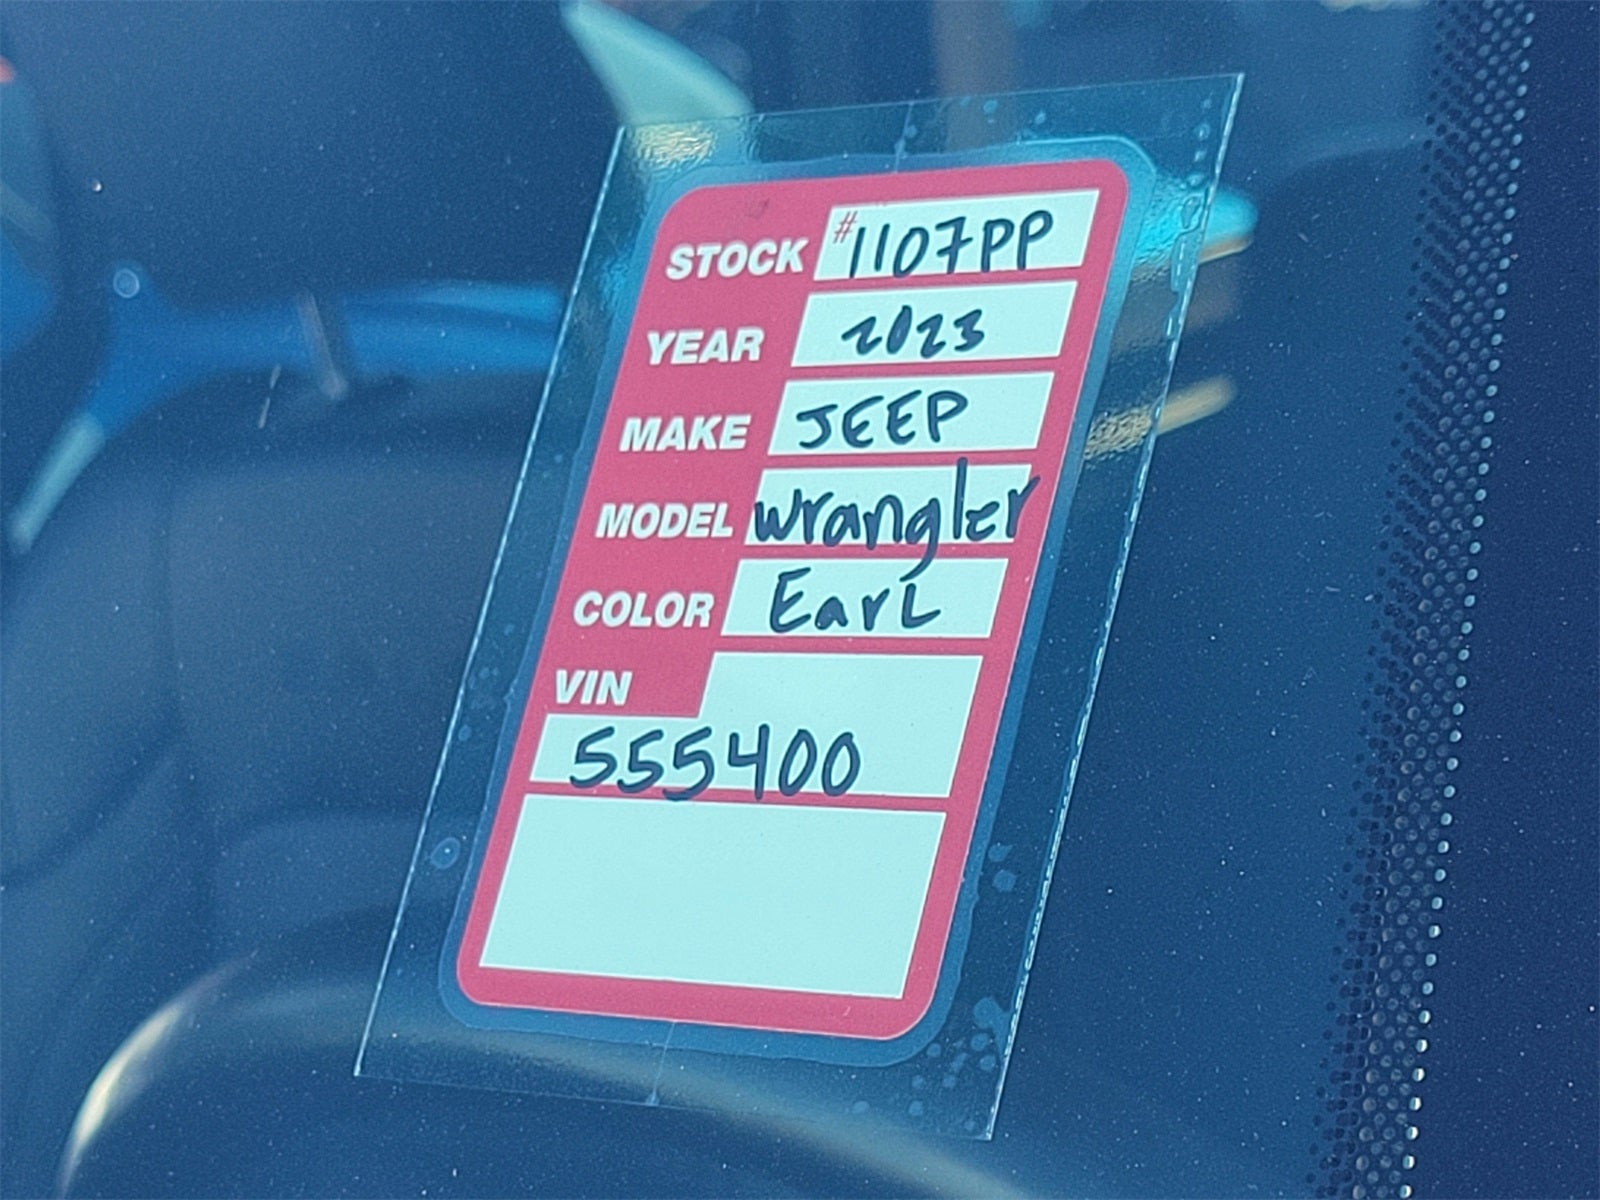 STOCK #1107PP
YEAR 2023
MAKE JEEP
MODEL wrangler
COLOR EarL
VIN
555400